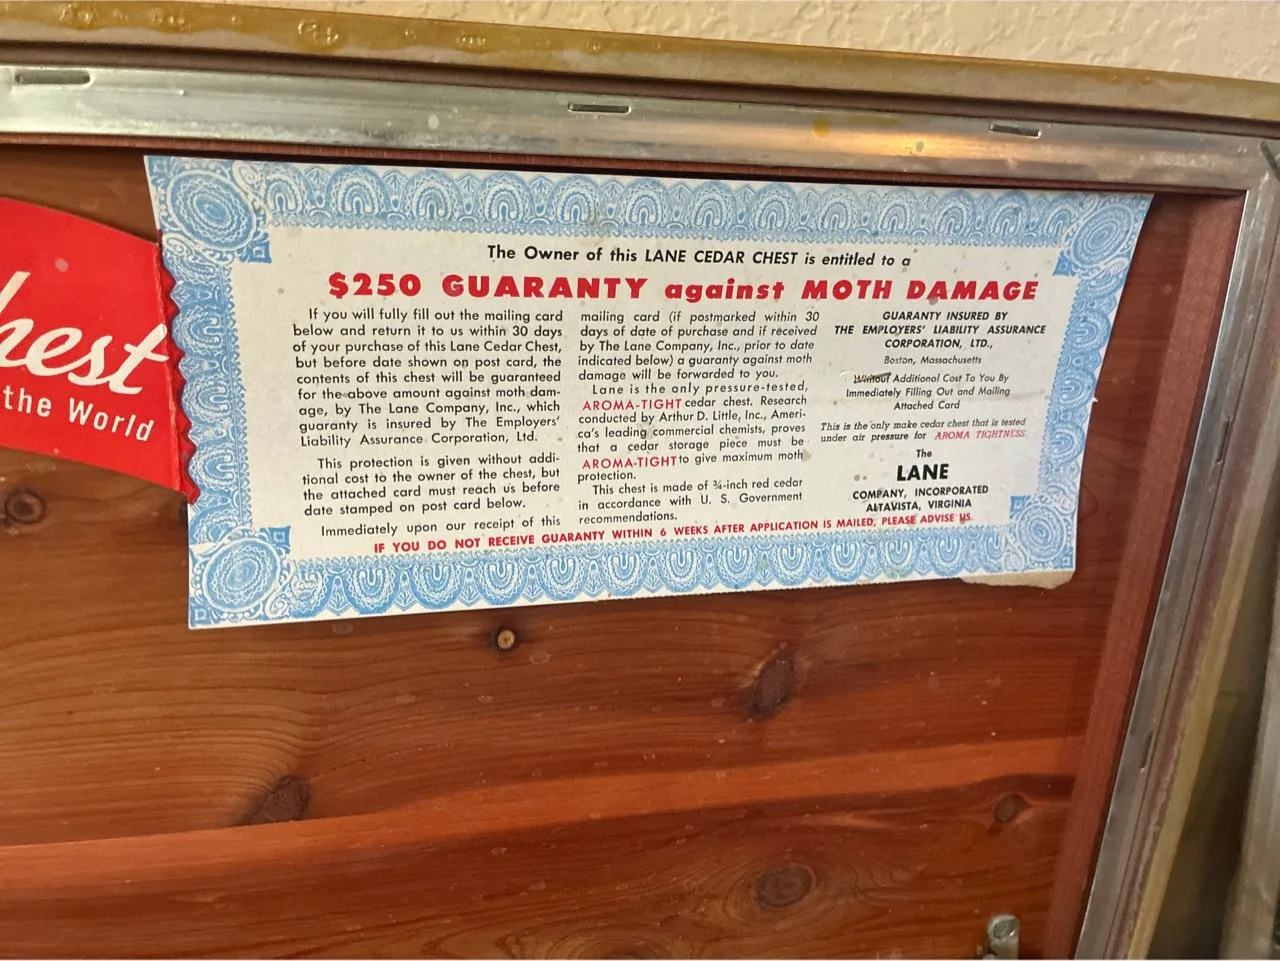 hest
the World
The Owner of this LANE CEDAR CHEST is entitled to a
$250 GUARANTY against MOTH DAMAGE
If you will fully fill out the mailing card
below and return it to us within 30 days
of your purchase of this Lane Cedar Chest,
but before date shown on post card, the
contents of this chest will be guaranteed
for the above amount against moth dam-
age, by The Lane Company, Inc., which
guaranty is insured by The Employers'
Liability Assurance Corporation, Ltd.
This protection is given without addi-
tional cost to the owner of the chest, but
the attached card must reach us before
date stamped on post card below.
Immediately upon our receipt of this
mailing card (if postmarked within 30
days of date of purchase and if received
by The Lane Company, Inc., prior to date
indicated below) a guaranty against moth
damage will be forwarded to you.
Lane is the only pressure-tested,
AROMA-TIGHT cedar chest. Research
conducted by Arthur D. Little, Inc., Ameri-
ca's leading commercial chemists, proves
that a cedar storage piece must be
AROMA-TIGHT to give maximum moth
protection.
This chest is made of ¾-inch red cedar
in accordance with U. S. Government
recommendations.
GUARANTY INSURED BY
THE EMPLOYERS' LIABILITY ASSURANCE
CORPORATION, LTD.,
Boston, Massachusetts
Without Additional Cost To You By
Immediately Filling Out and Mailing
Attached Card
This is the only make cedar chest that is tested
under air pressure for AROMA TIGHTNESS.
The
LANE
COMPANY, INCORPORATED
ALTAVISTA, VIRGINIA
IF YOU DO NOT RECEIVE GUARANTY WITHIN 6 WEEKS AFTER APPLICATION IS MAILED, PLEASE ADVISE US.